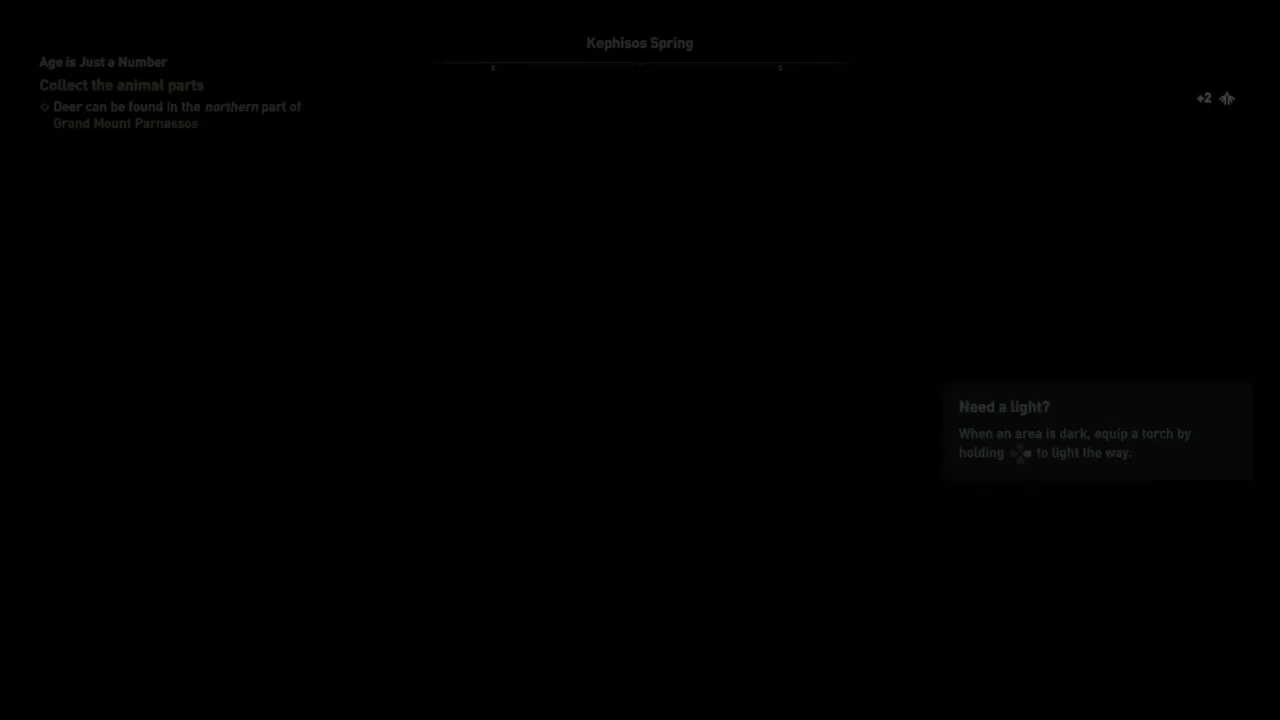 Kephisos Spring
Age is Just a Number
E
S
Collect the animal parts
Deer can be found in the northern part of
Grand Mount Parnassos
+2
Need a light?
When an area is dark, equip a torch by
holding to light the way.